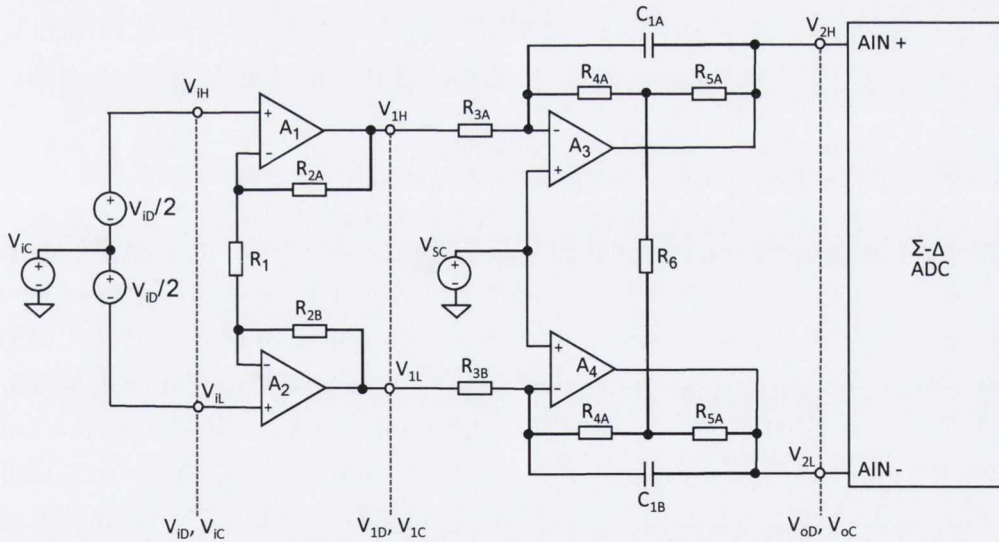 C1A
V2H
AIN +
R4A
R5A
ViH
V1H
R3A
A1
A3
R2A
ViD/2
ViC
VSC
R1
R6
Σ-Δ
ADC
ViD/2
R2B
A2
V1L
R3B
A4
ViL
R4A
R5A
V2L
AIN -
C1B
ViD, ViC
V1D, V1C
VoD, VoC
+
-
+
-
+
-
+
-
-
+
-
+
+
-
+
-
+
-